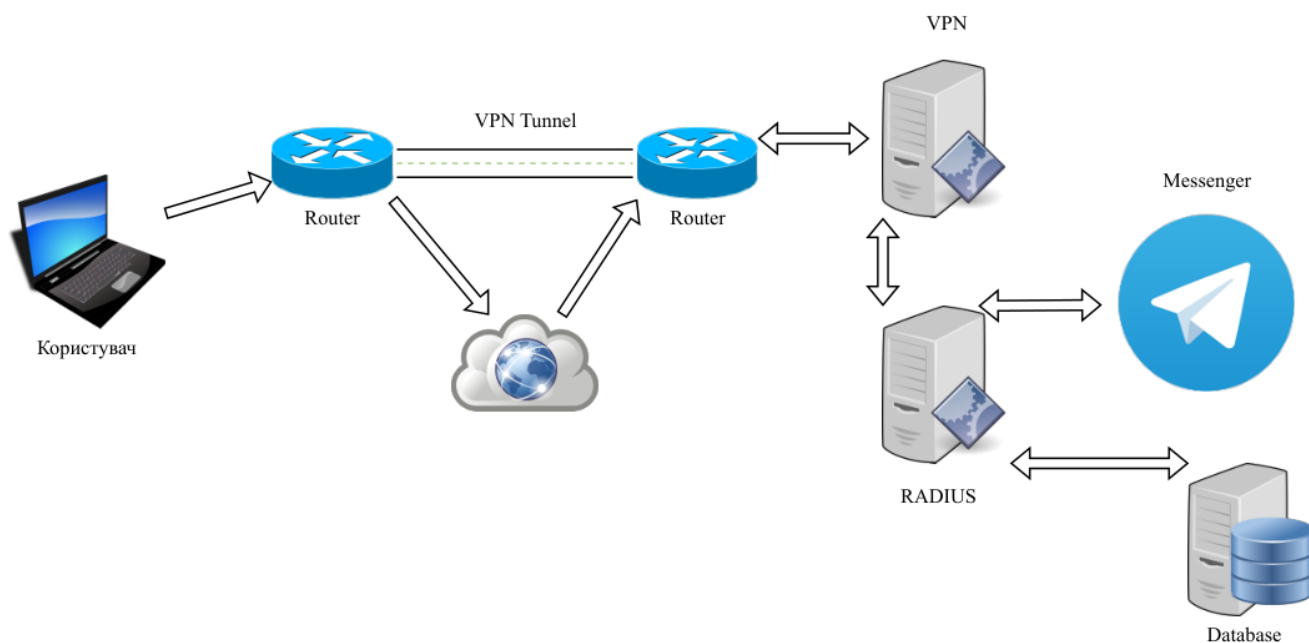 VPN
VPN Tunnel
Messenger
Router
Router
Користувач
RADIUS
Database